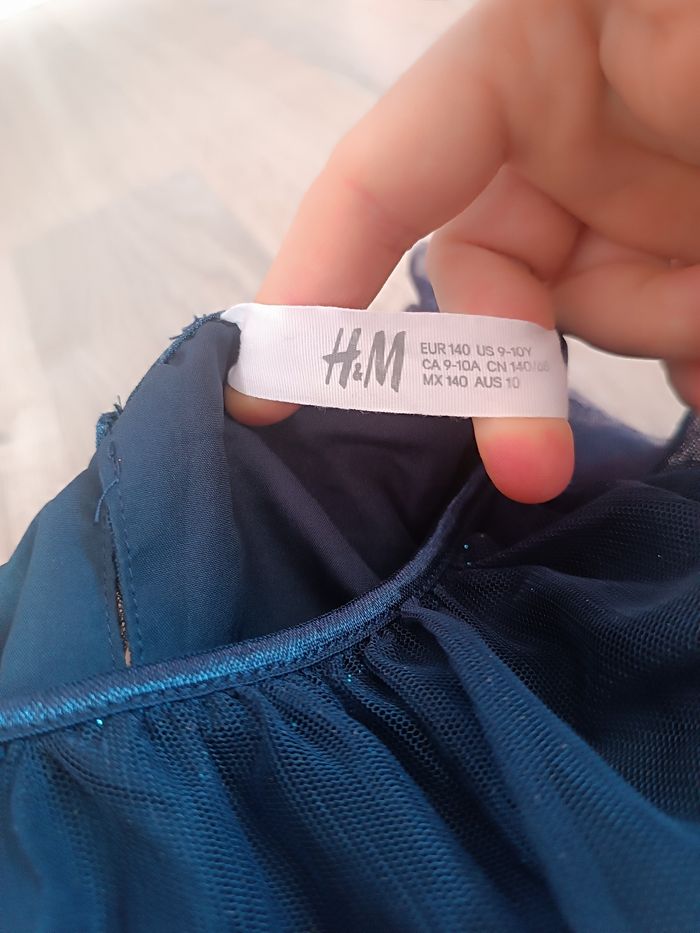 H&M
EUR 140 US 9-10Y
CA 9-10A CN 140/68
MX 140 AUS 10